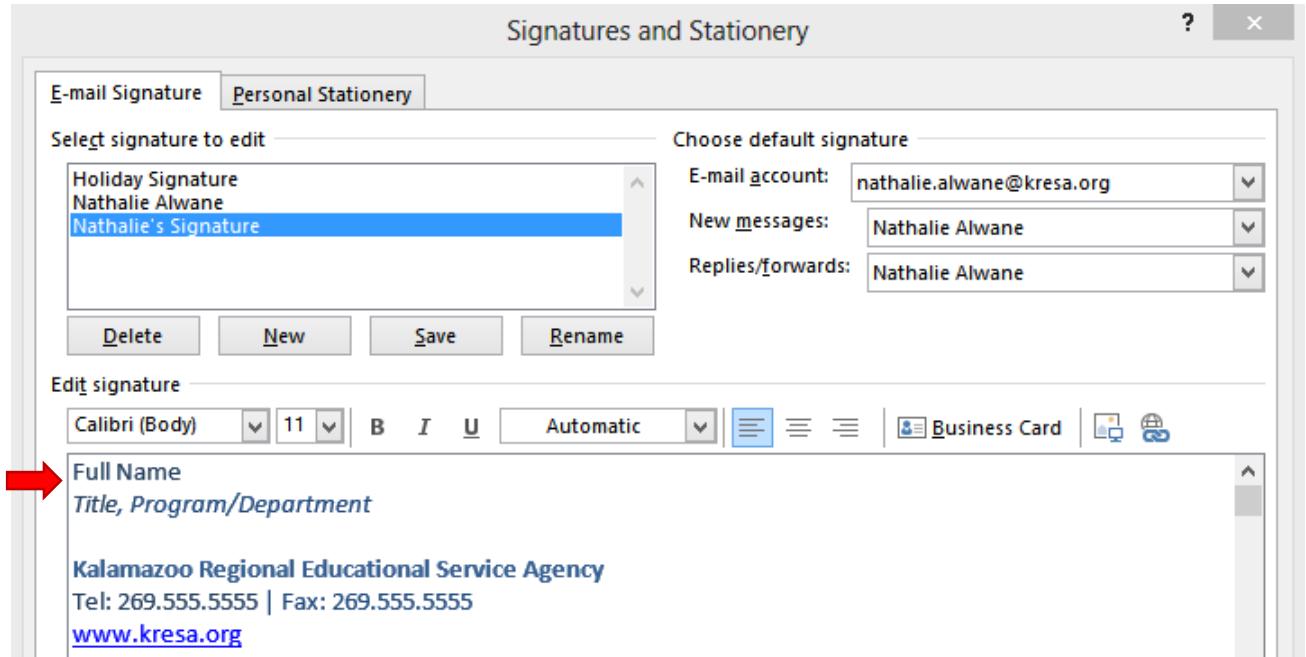 Signatures and Stationery
?
×
E-mail Signature
Personal Stationery
Select signature to edit
Holiday Signature
Nathalie Alwane
Nathalie's Signature
Delete
New
Save
Rename
Choose default signature
E-mail account:
nathalie.alwane@kresa.org
New messages:
Nathalie Alwane
Replies/forwards:
Nathalie Alwane
Edit signature
Calibri (Body)
11
B
I
U
Automatic
Business Card
Full Name
Title, Program/Department
Kalamazoo Regional Educational Service Agency
Tel: 269.555.5555 | Fax: 269.555.5555
www.kresa.org